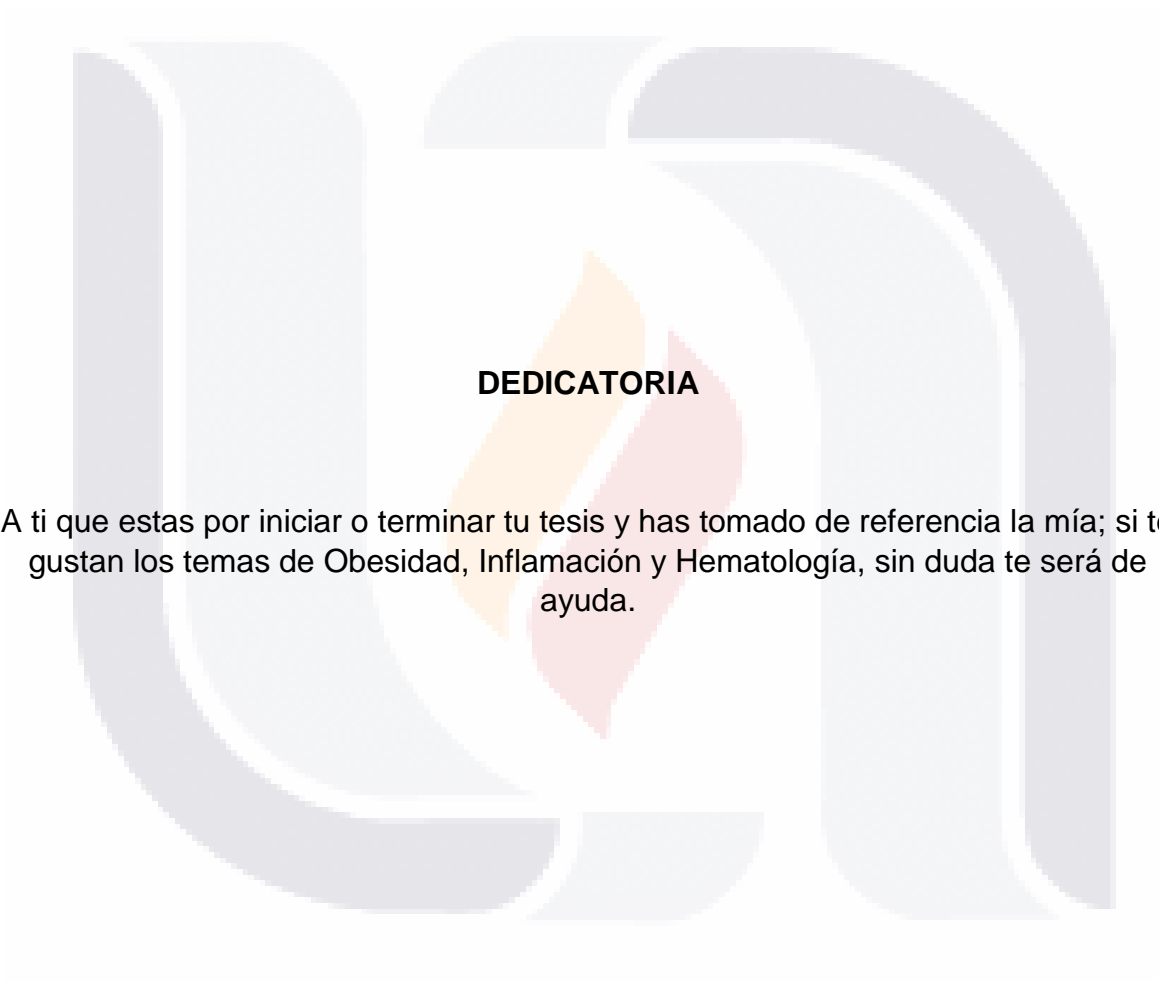 DEDICATORIA
A ti que estas por iniciar o terminar tu tesis y has tomado de referencia la mía; si te
gustan los temas de Obesidad, Inflamación y Hematología, sin duda te será de
ayuda.